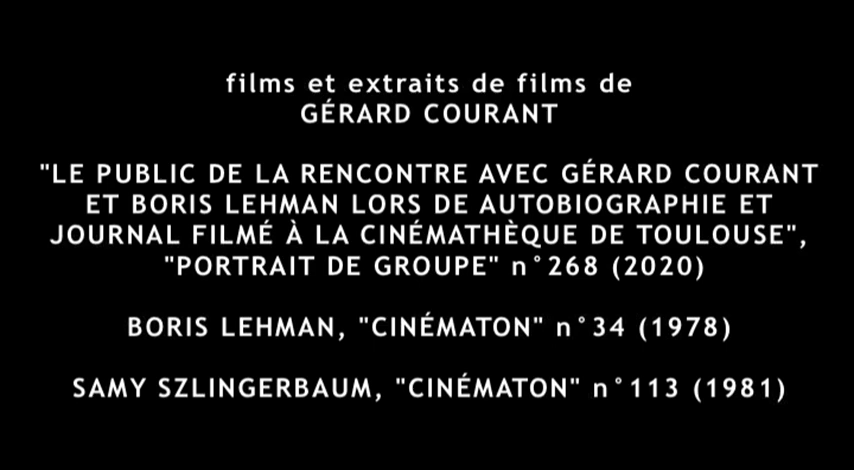 films et extraits de films de
GÉRARD COURANT
"LE PUBLIC DE LA RENCONTRE AVEC GÉRARD COURANT
ET BORIS LEHMAN LORS DE AUTOBIOGRAPHIE ET
JOURNAL FILMÉ À LA CINÉMATHÈQUE DE TOULOUSE",
"PORTRAIT DE GROUPE" n°268 (2020)
BORIS LEHMAN, "CINÉMATON" n°34 (1978)
SAMY SZLINGERBAUM, "CINÉMATON" n°113 (1981)